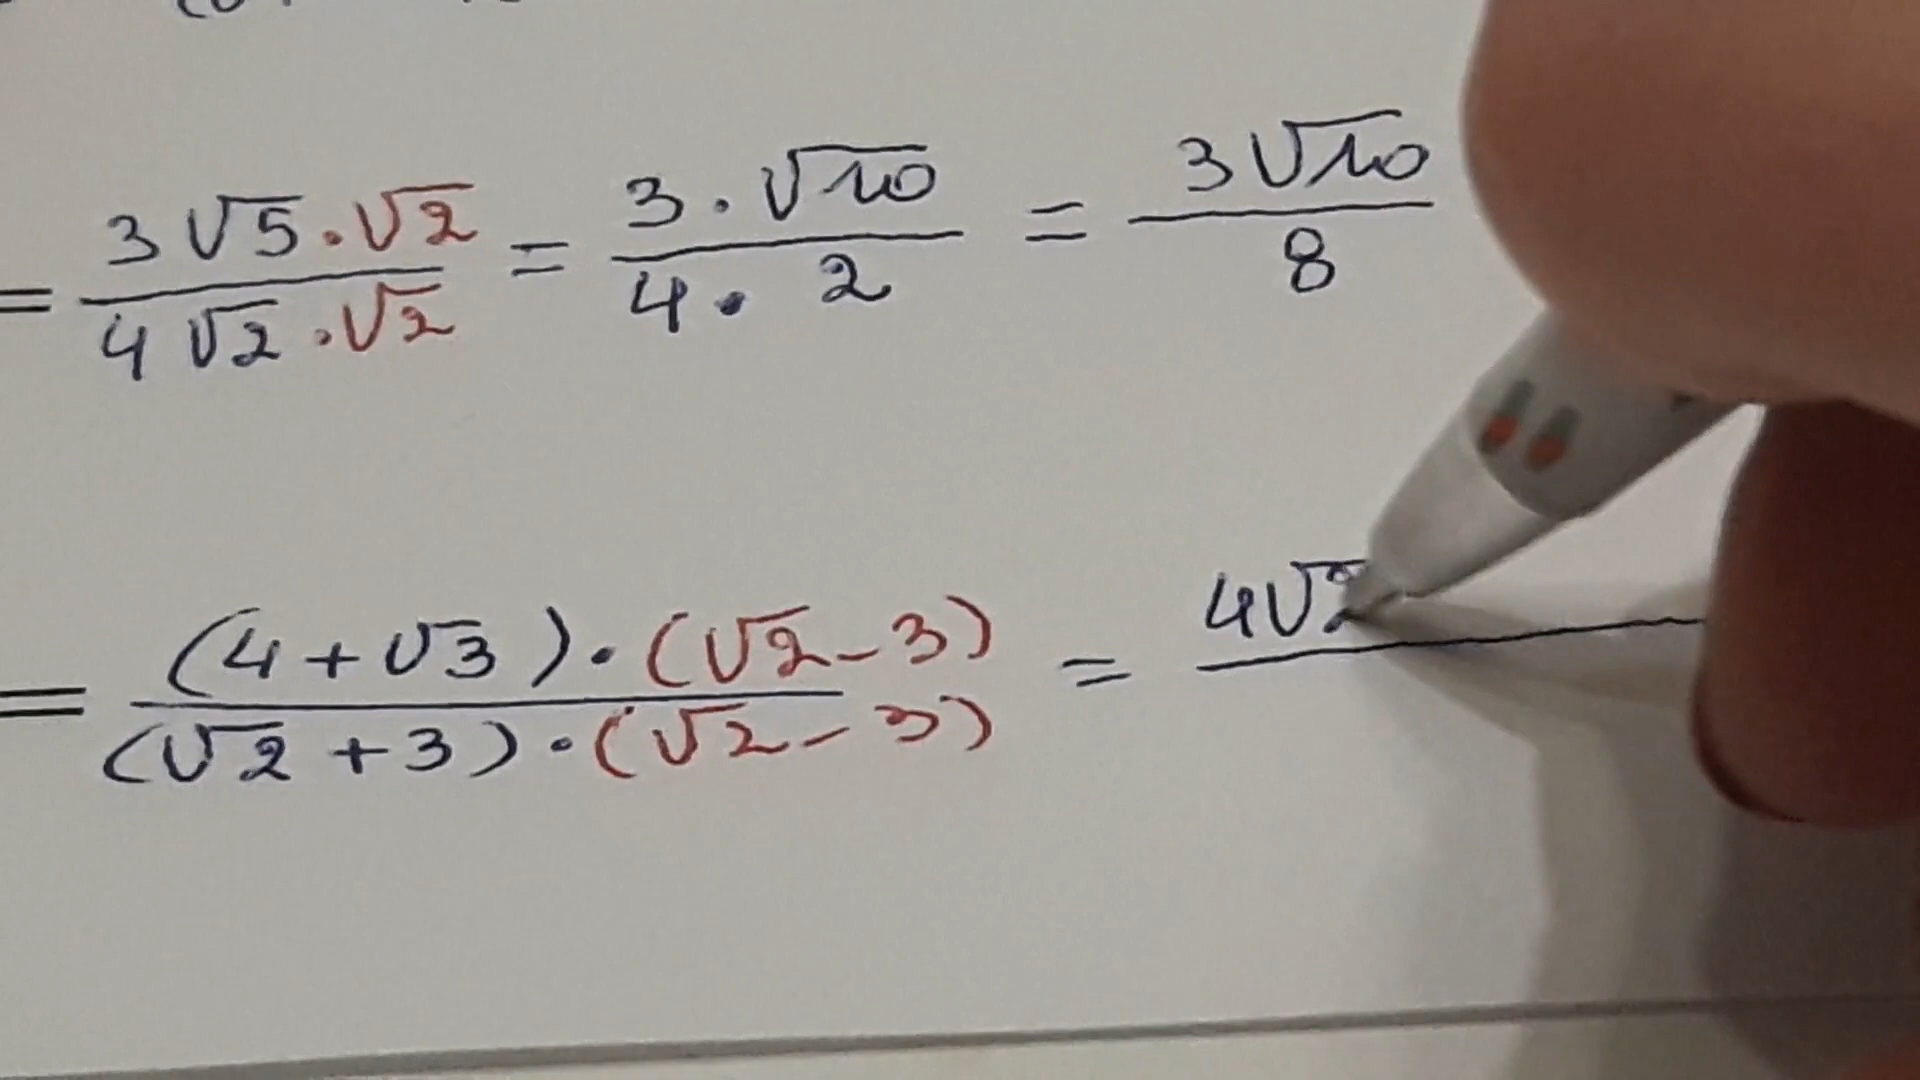 = 3√5·√2 / 4√2·√2 = 3·√10 / 4·2 = 3√10 / 8
= (4+√3)·(√2-3) / (√2+3)·(√2-3) = 4√2